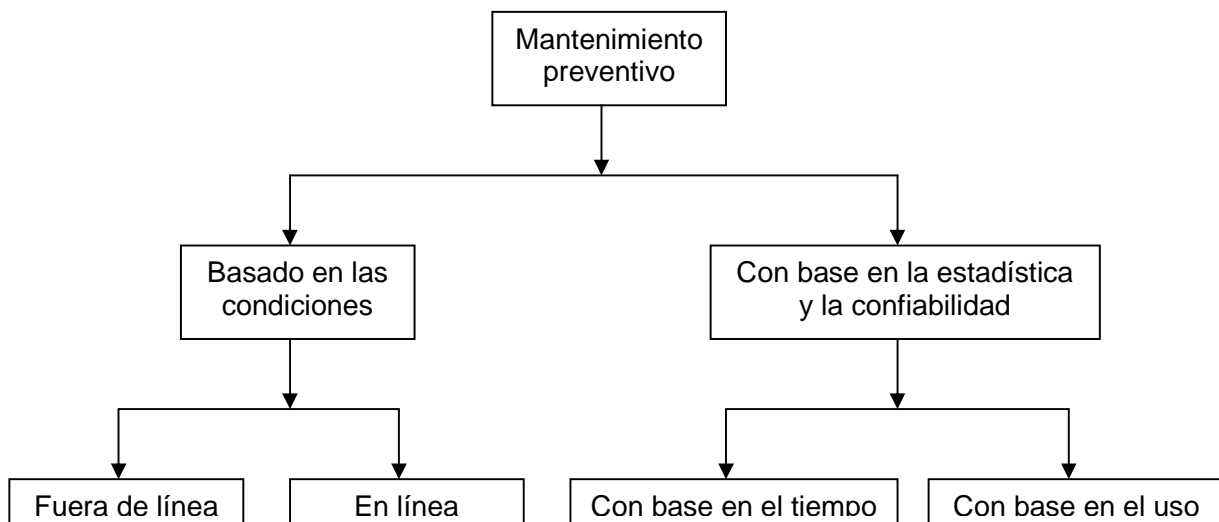 Mantenimiento
preventivo
Basado en las
condiciones
Con base en la estadística
y la confiabilidad
Fuera de línea
En línea
Con base en el tiempo
Con base en el uso